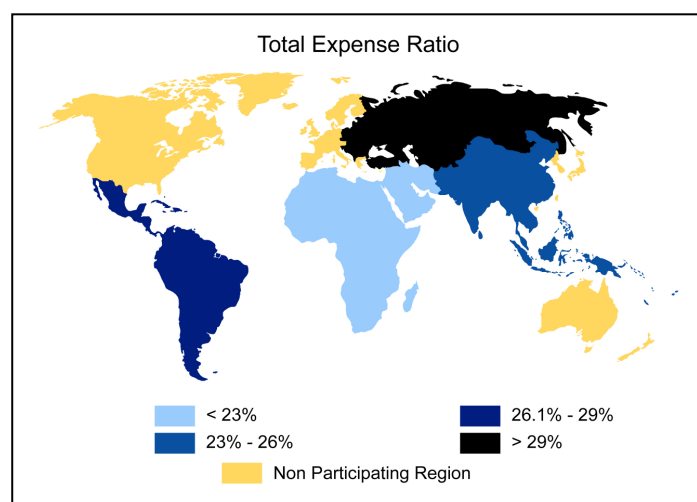 Total Expense Ratio
< 23%
26.1% - 29%
23% - 26%
> 29%
Non Participating Region